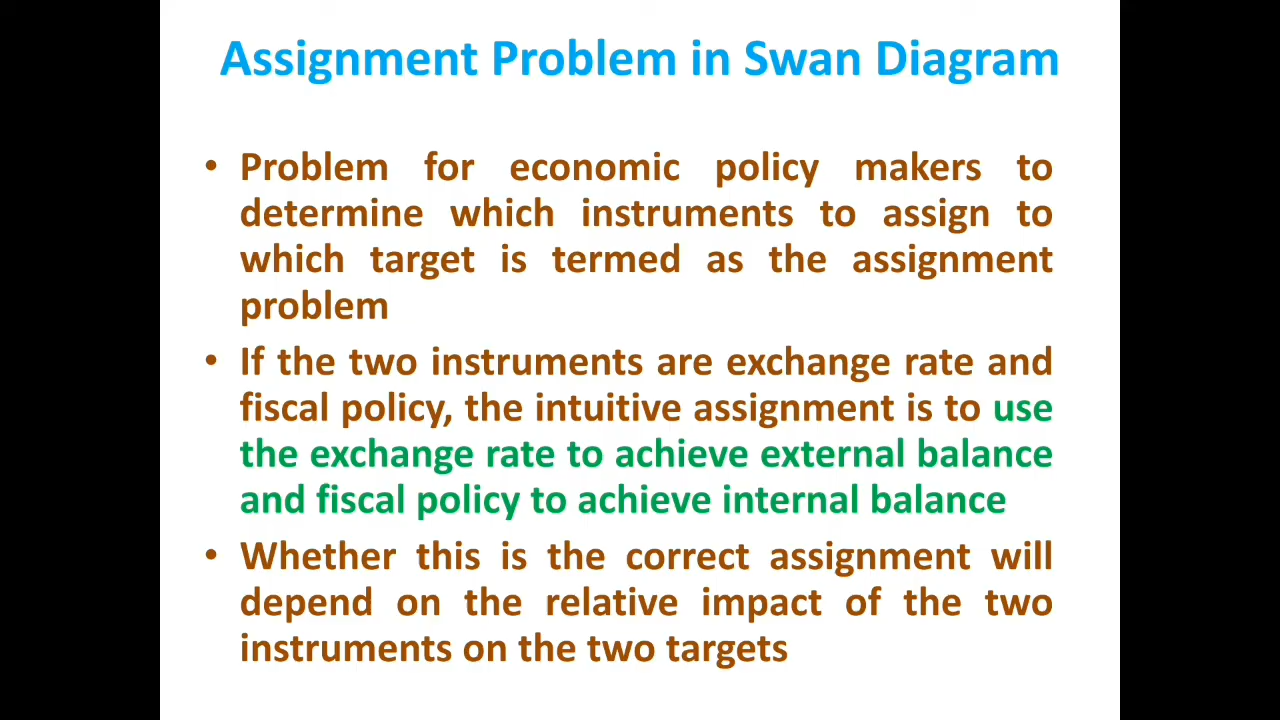 Assignment Problem in Swan Diagram
• Problem for economic policy makers to
determine which instruments to assign to
which target is termed as the assignment
problem
• If the two instruments are exchange rate and
fiscal policy, the intuitive assignment is to use
the exchange rate to achieve external balance
and fiscal policy to achieve internal balance
• Whether this is the correct assignment will
depend on the relative impact of the two
instruments on the two targets